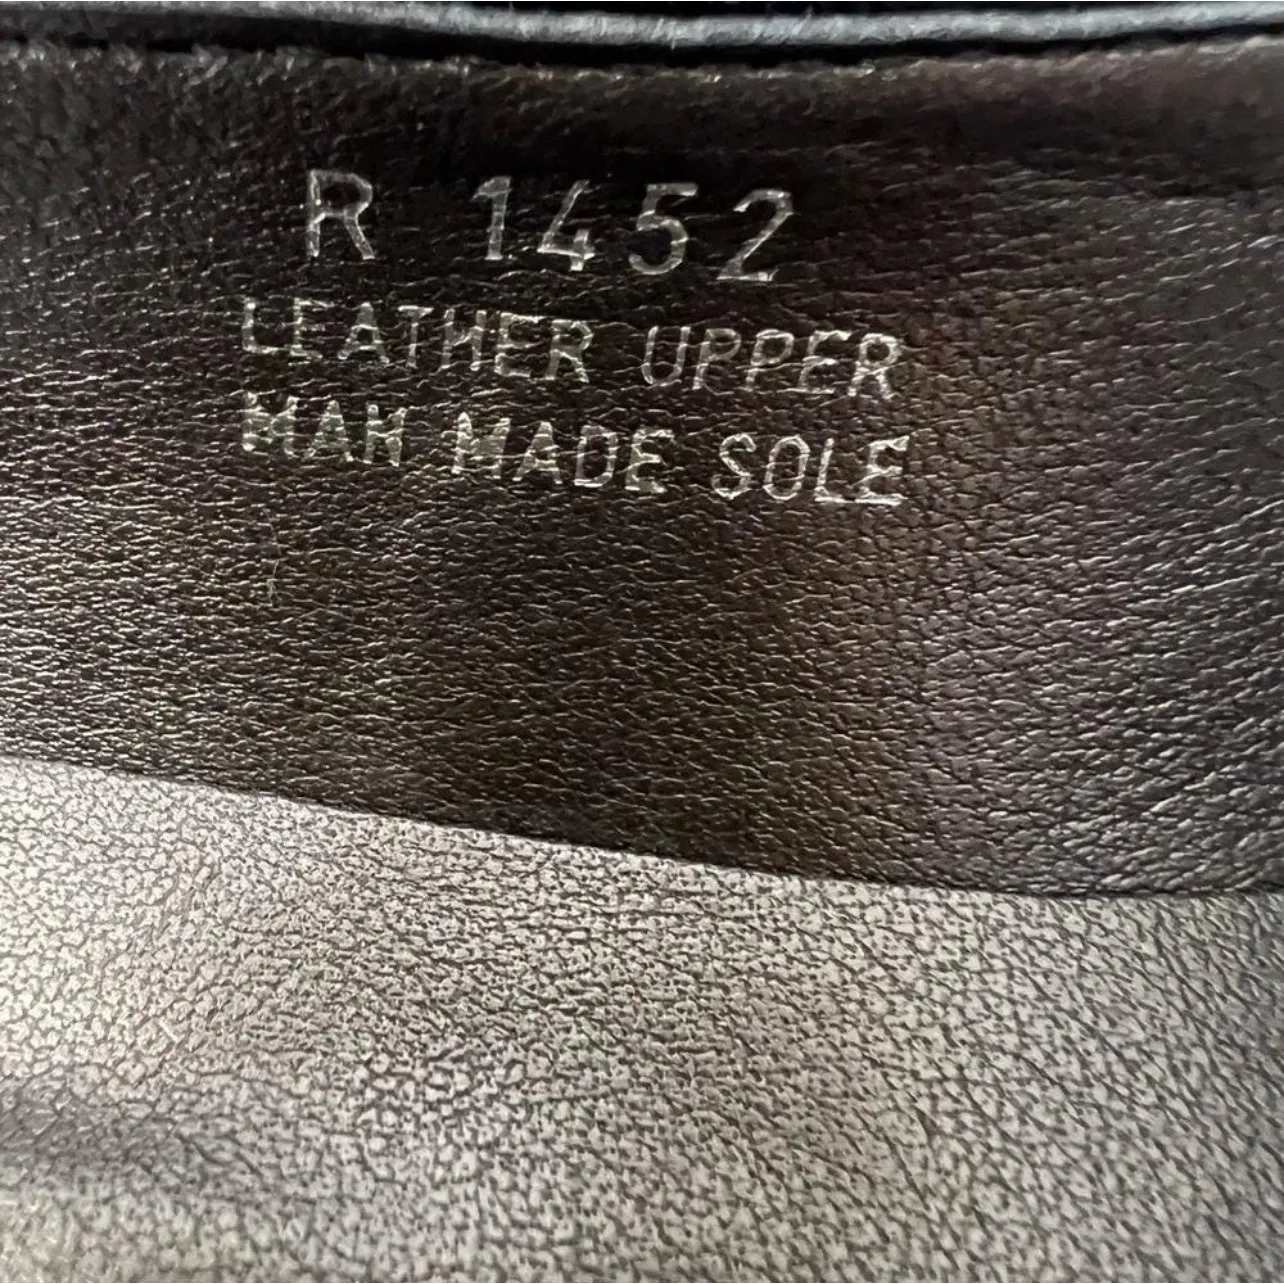 R 1452
LEATHER UPPER
MAN MADE SOLE